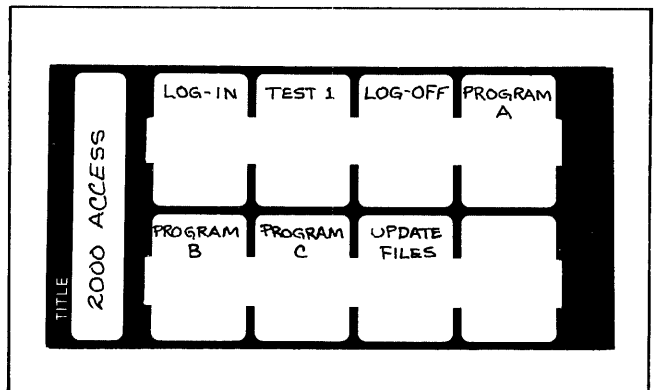 TITLE
2000 ACCESS
LOG-IN
TEST 1
LOG-OFF
PROGRAM
A
PROGRAM
B
PROGRAM
C
UPDATE
FILES